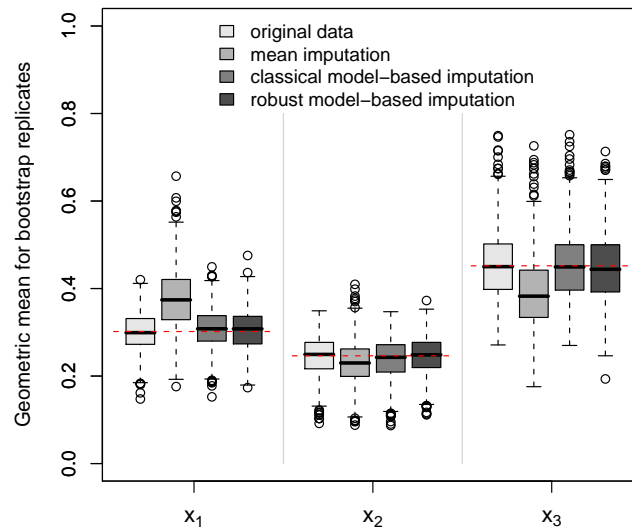 original data
mean imputation
classical model−based imputation
robust model−based imputation
Geometric mean for bootstrap replicates
1.0
0.8
0.6
0.4
0.2
0.0
x1
x2
x3